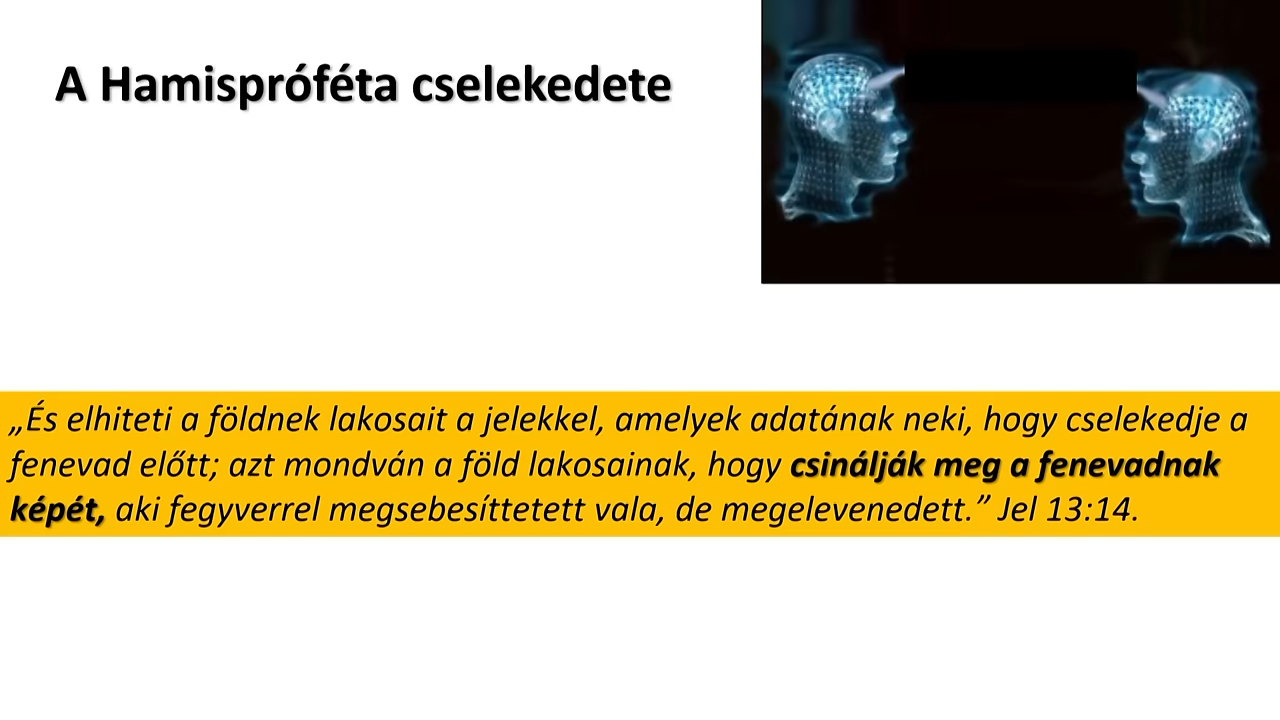 A Hamispróféta cselekedete
„És elhiteti a földnek lakosait a jelekkel, amelyek adatának neki, hogy cselekedje a
fenevad előtt; azt mondván a föld lakosainak, hogy csinálják meg a fenevadnak
képét, aki fegyverrel megsebesíttetett vala, de megelevenedett.” Jel 13:14.